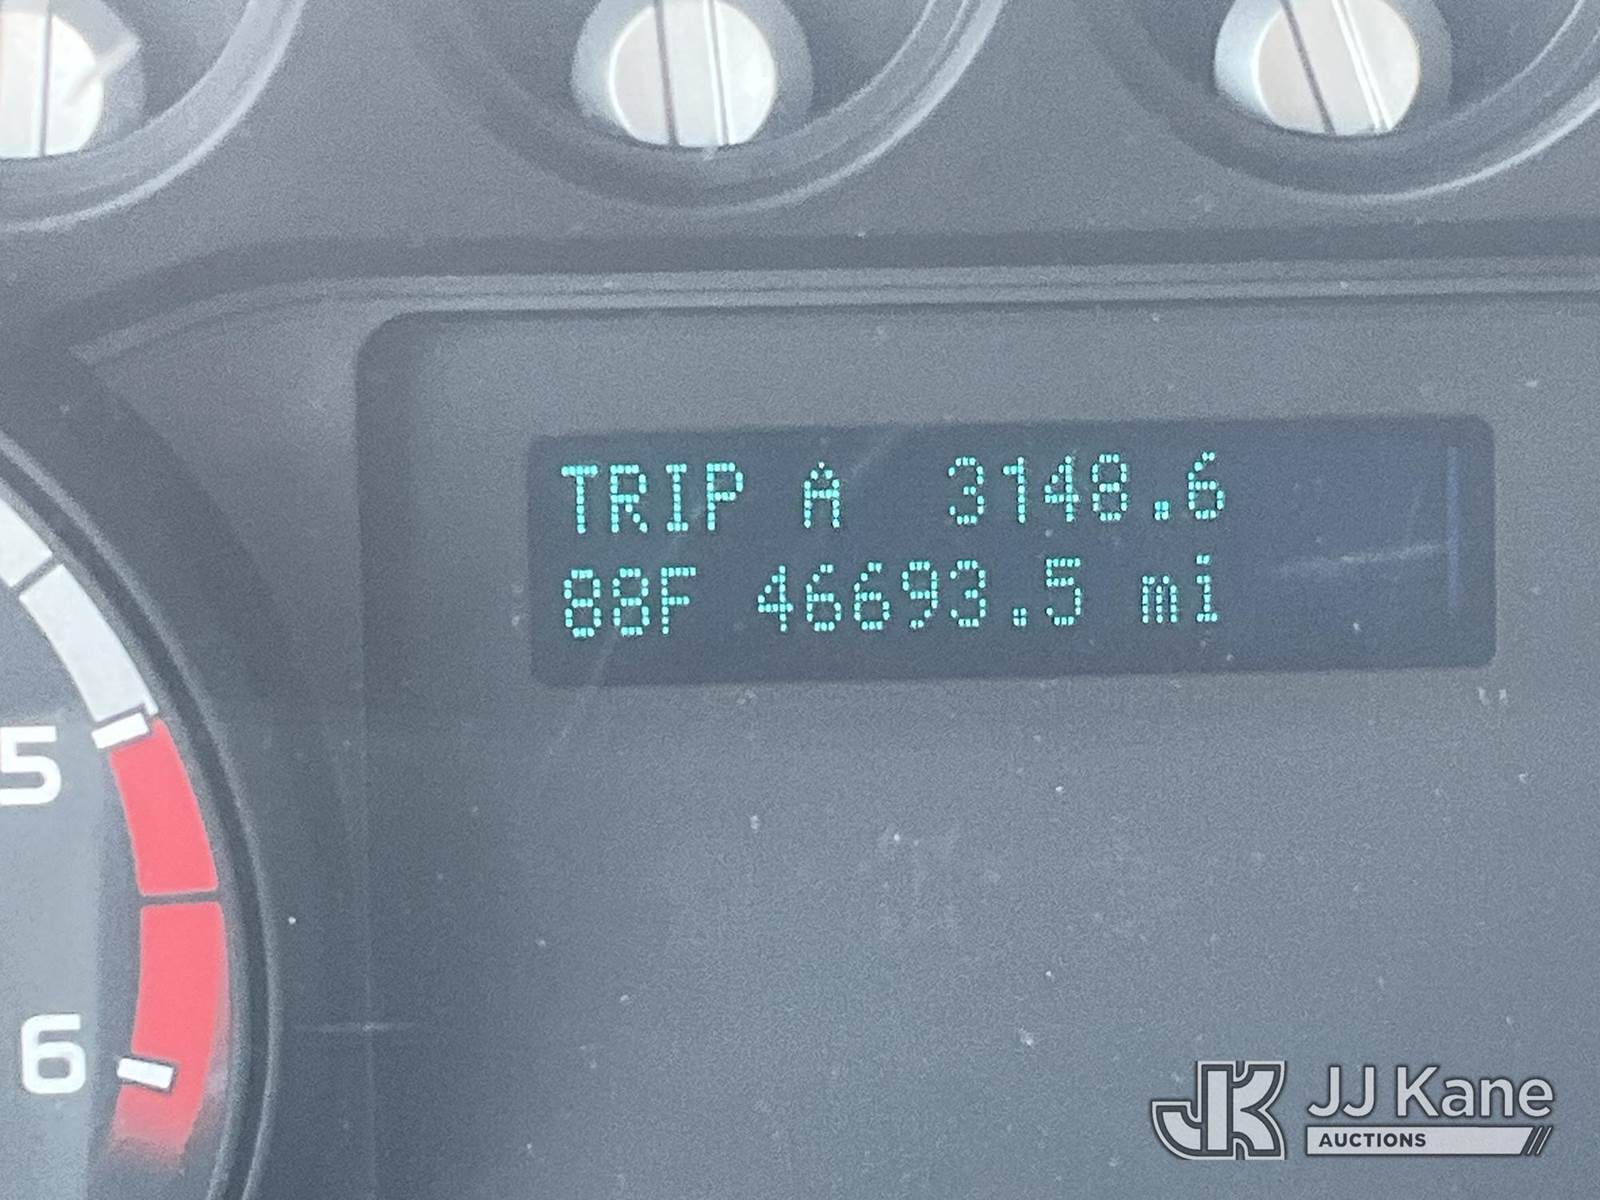 TRIP A 3148.6
88F 46693.5 mi
5
6
JK JJ Kane
AUCTIONS